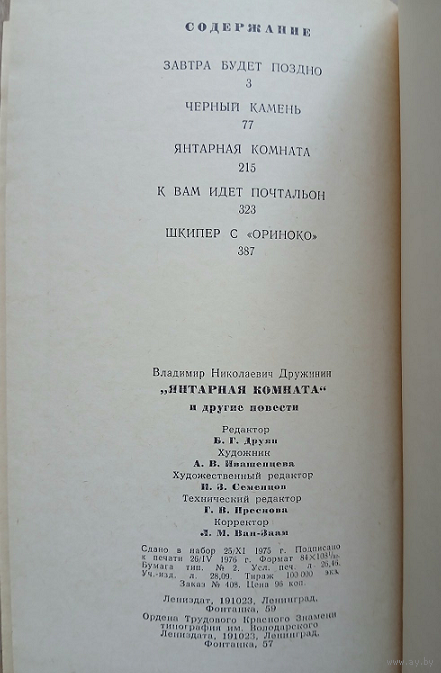 СОДЕРЖАНИЕ
ЗАВТРА БУДЕТ ПОЗДНО
3
ЧЕРНЫЙ КАМЕНЬ
77
ЯНТАРНАЯ КОМНАТА
215
К ВАМ ИДЕТ ПОЧТАЛЬОН
323
ШКИПЕР С «ОРИНОКО»
387
Владимир Николаевич Дружинин
„ЯНТАРНАЯ КОМНАТА“
и другие повести
Редактор
Б. Г. Друян
Художник
А. В. Ивашенцева
Художественный редактор
И. З. Семенцов
Технический редактор
Г. В. Преснова
Корректор
Л. М. Ван-Заам
Сдано в набор 25/XI 1975 г. Подписано
к печати 26/IV 1976 г. Формат 84×108¹/₃₂.
Бумага тип. № 2. Усл. печ. л. 26,46.
Уч.-изд. л. 28,09. Тираж 100 000 экз.
Заказ № 408. Цена 96 коп.
Лениздат, 191023, Ленинград,
Фонтанка, 59
Ордена Трудового Красного Знамени
типография им. Володарского
Лениздата, 191023, Ленинград,
Фонтанка, 57
www.ay.by